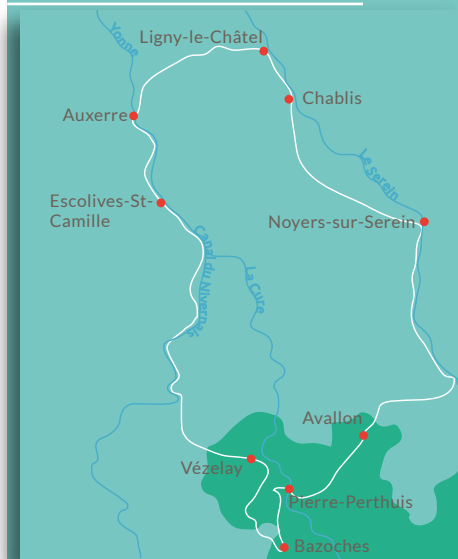 Yonne
Ligny-le-Châtel
Chablis
Auxerre
Le Serein
Escolives-St-
Camille
Noyers-sur-Serein
Canal du Nivernais
La Cure
Avallon
Vézelay
Pierre-Perthuis
Bazoches